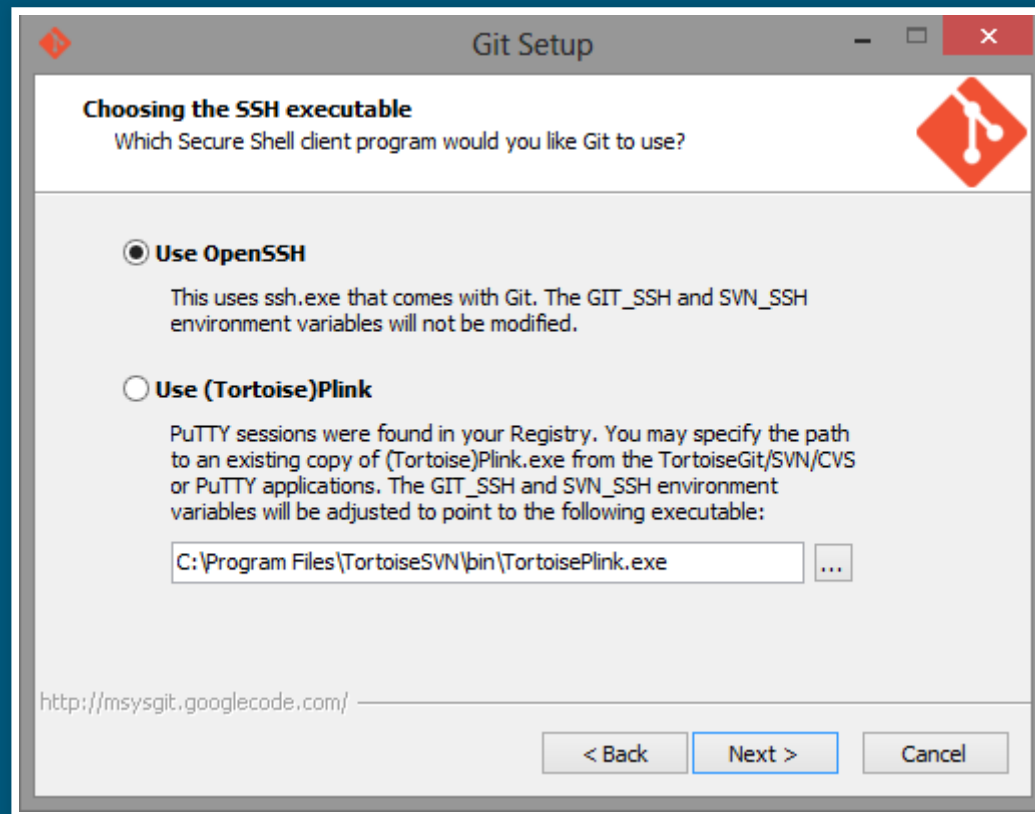 Git Setup
Choosing the SSH executable
Which Secure Shell client program would you like Git to use?
Use OpenSSH
This uses ssh.exe that comes with Git. The GIT_SSH and SVN_SSH
environment variables will not be modified.
Use (Tortoise)Plink
PuTTY sessions were found in your Registry. You may specify the path
to an existing copy of (Tortoise)Plink.exe from the TortoiseGit/SVN/CVS
or PuTTY applications. The GIT_SSH and SVN_SSH environment
variables will be adjusted to point to the following executable:
C:\Program Files\TortoiseSVN\bin\TortoisePlink.exe
...
http://msysgit.googlecode.com/
< Back Next > Cancel